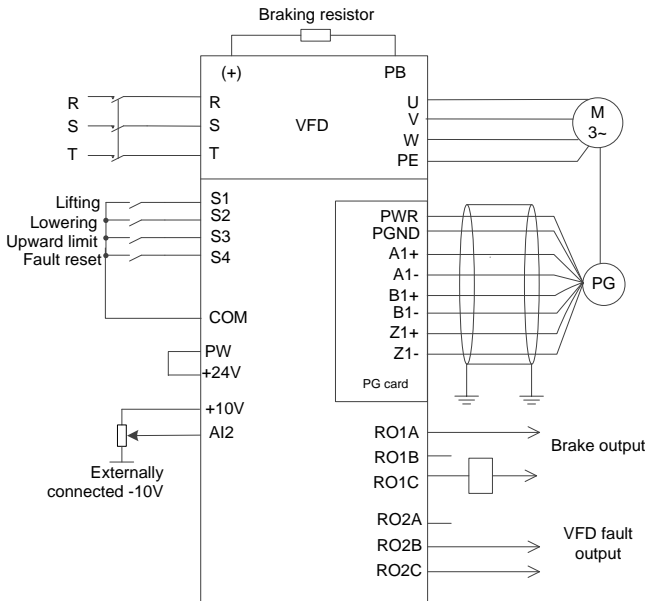 Braking resistor
(+)
PB
R
S
T
R
S
T
VFD
U
V
W
PE
M
3~
Lifting
Lowering
Upward limit
Fault reset
S1
S2
S3
S4
COM
PW
+24V
+10V
AI2
Externally
connected -10V
PWR
PGND
A1+
A1-
B1+
B1-
Z1+
Z1-
PG card
PG
RO1A
RO1B
RO1C
Brake output
RO2A
RO2B
RO2C
VFD fault
output